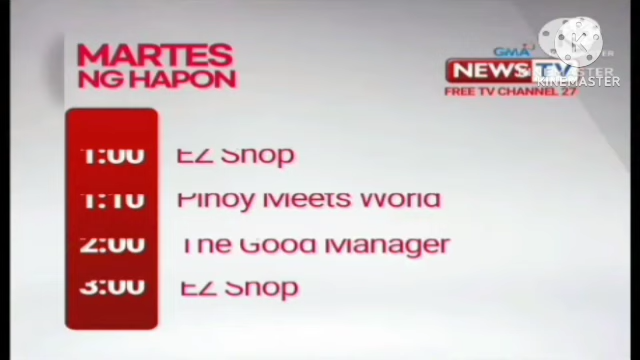 MARTES
NG HAPON
GMA
NEWS TV
FREE TV CHANNEL 27
KINEMASTER
1:00 EZ Shop
1:10 Pinoy Meets World
2:00 The Good Manager
3:00 EZ Shop